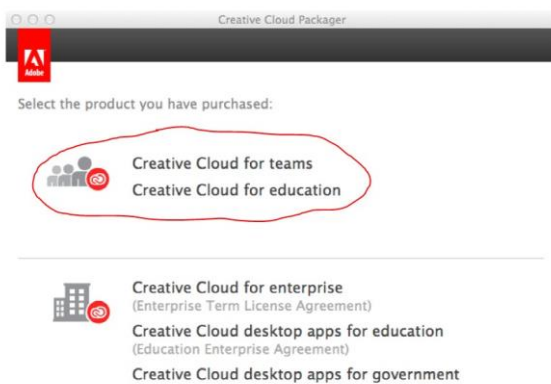 Creative Cloud Packager
Adobe
Select the product you have purchased:
Creative Cloud for teams
Creative Cloud for education
Creative Cloud for enterprise
(Enterprise Term License Agreement)
Creative Cloud desktop apps for education
(Education Enterprise Agreement)
Creative Cloud desktop apps for government